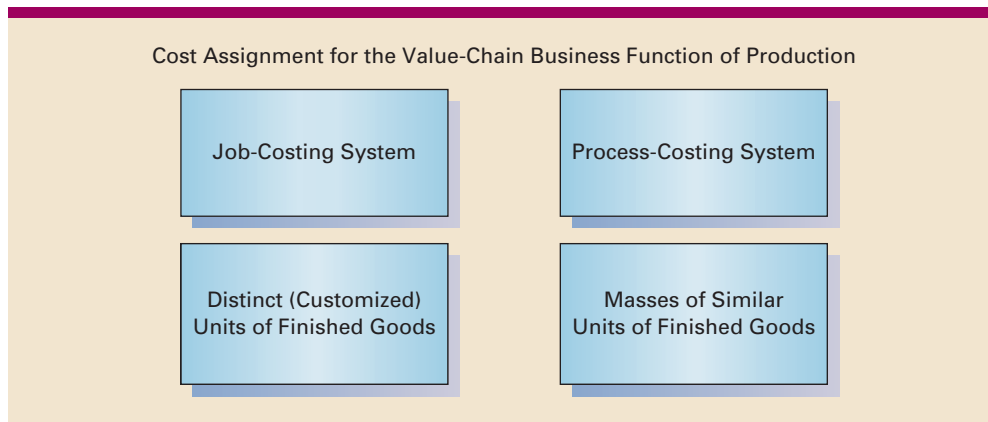 Cost Assignment for the Value-Chain Business Function of Production
Job-Costing System
Process-Costing System
Distinct (Customized)
Units of Finished Goods
Masses of Similar
Units of Finished Goods